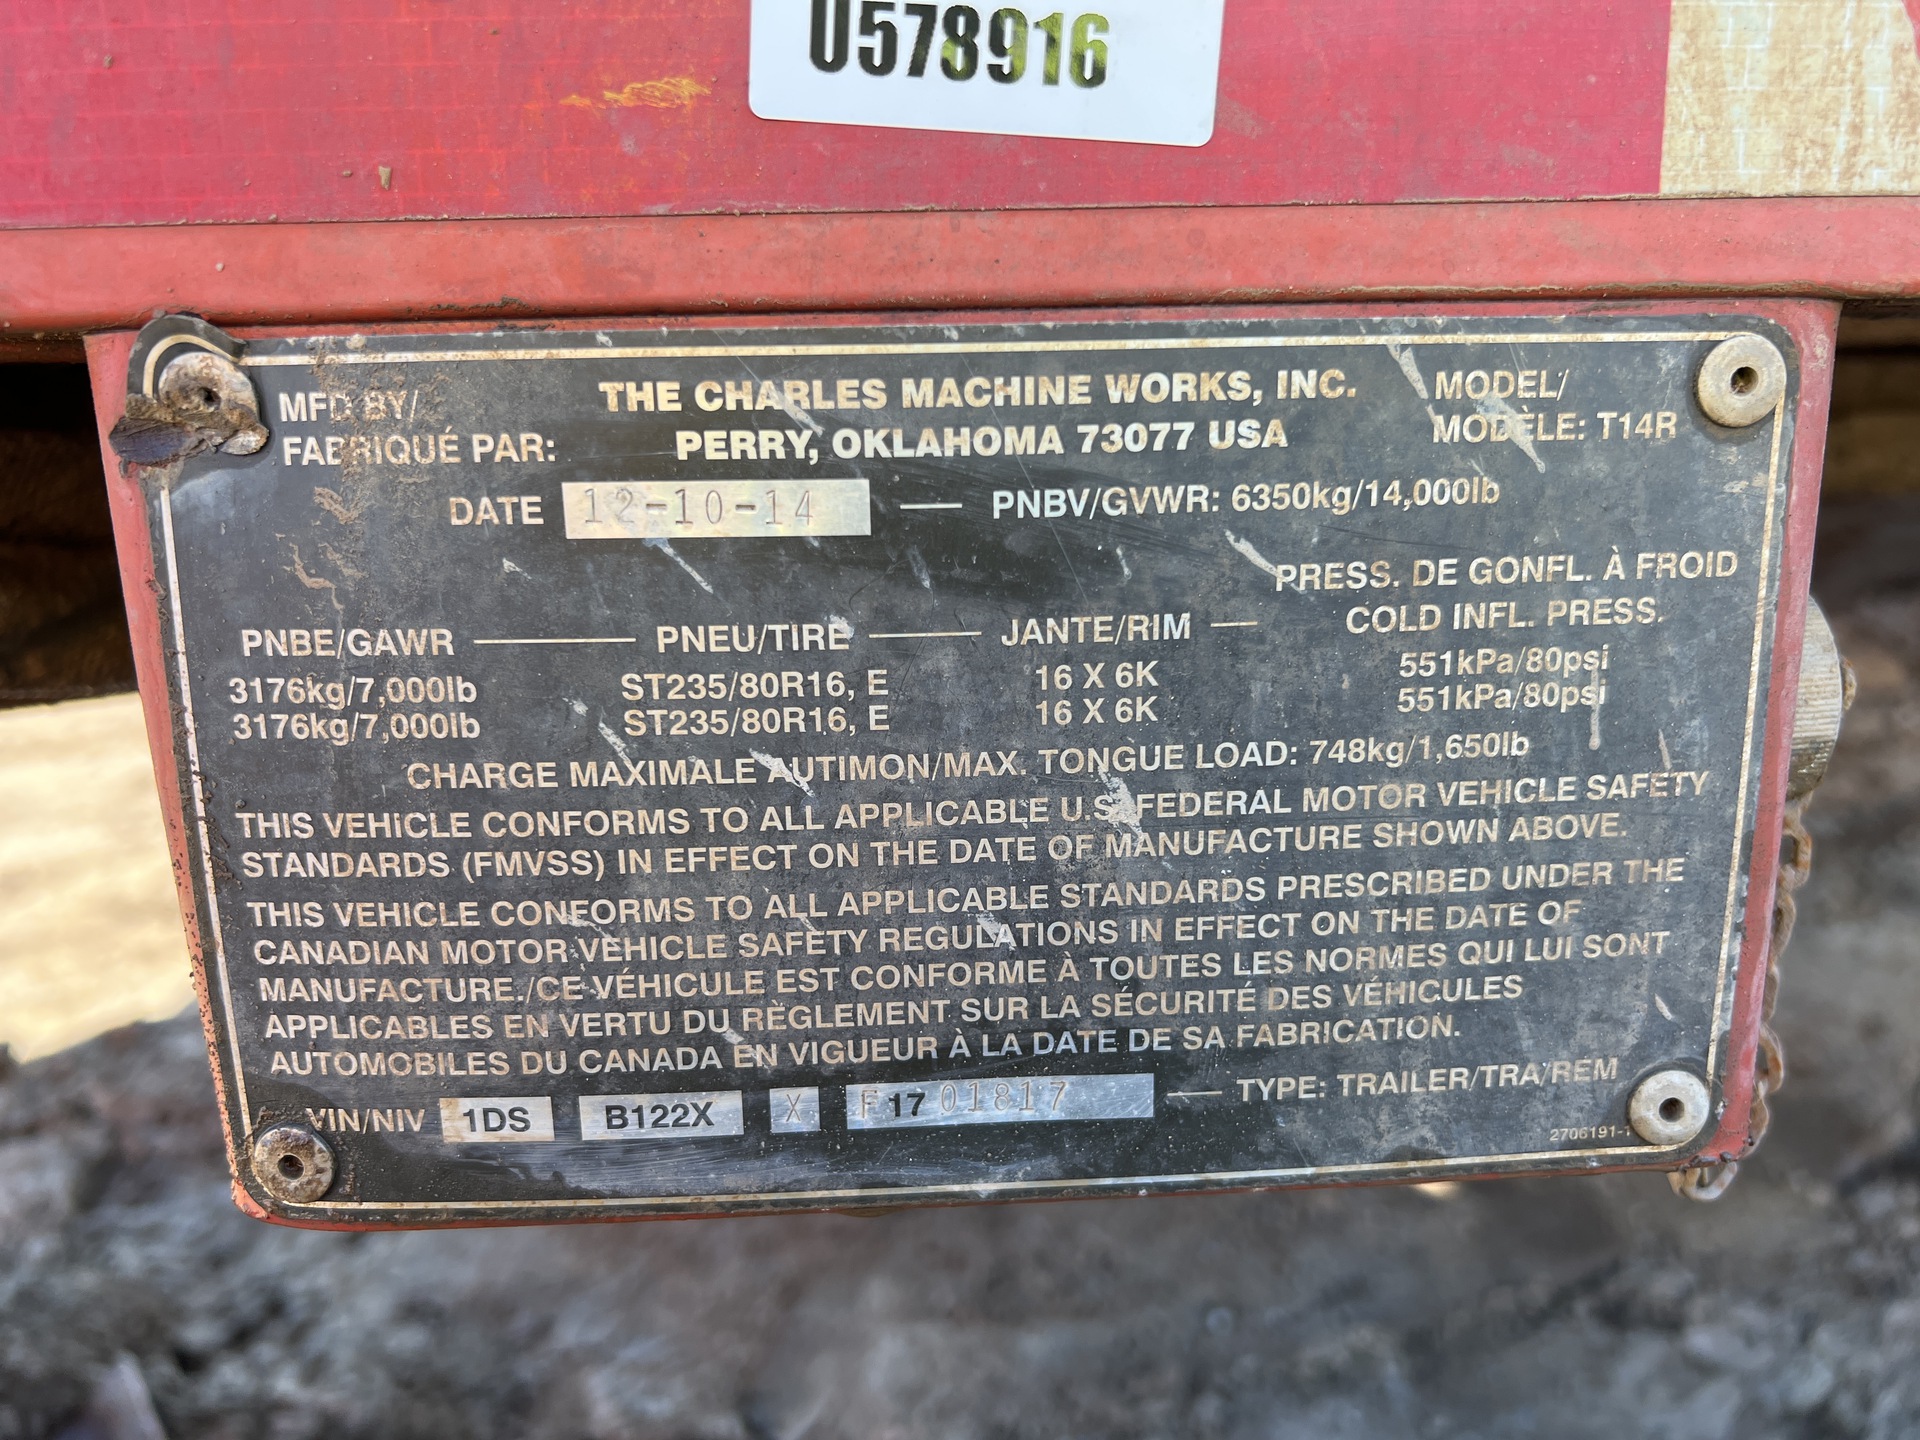 U578916
MFD BY/ THE CHARLES MACHINE WORKS, INC. MODEL/
FABRIQUÉ PAR: PERRY, OKLAHOMA 73077 USA MODÈLE: T14R
DATE 12-10-14 — PNBV/GVWR: 6350kg/14,000lb
PRESS. DE GONFL. À FROID
PNBE/GAWR — PNEU/TIRE — JANTE/RIM — COLD INFL. PRESS.
3176kg/7,000lb ST235/80R16, E 16 X 6K 551kPa/80psi
3176kg/7,000lb ST235/80R16, E 16 X 6K 551kPa/80psi
CHARGE MAXIMALE AUTIMON/MAX. TONGUE LOAD: 748kg/1,650lb
THIS VEHICLE CONFORMS TO ALL APPLICABLE U.S. FEDERAL MOTOR VEHICLE SAFETY
STANDARDS (FMVSS) IN EFFECT ON THE DATE OF MANUFACTURE SHOWN ABOVE.
THIS VEHICLE CONFORMS TO ALL APPLICABLE STANDARDS PRESCRIBED UNDER THE
CANADIAN MOTOR VEHICLE SAFETY REGULATIONS IN EFFECT ON THE DATE OF
MANUFACTURE./CE VÉHICULE EST CONFORME À TOUTES LES NORMES QUI LUI SONT
APPLICABLES EN VERTU DU RÈGLEMENT SUR LA SÉCURITÉ DES VÉHICULES
AUTOMOBILES DU CANADA EN VIGUEUR À LA DATE DE SA FABRICATION.
VIN/NIV 1DS B122X X F1701817 — TYPE: TRAILER/TRA/REM